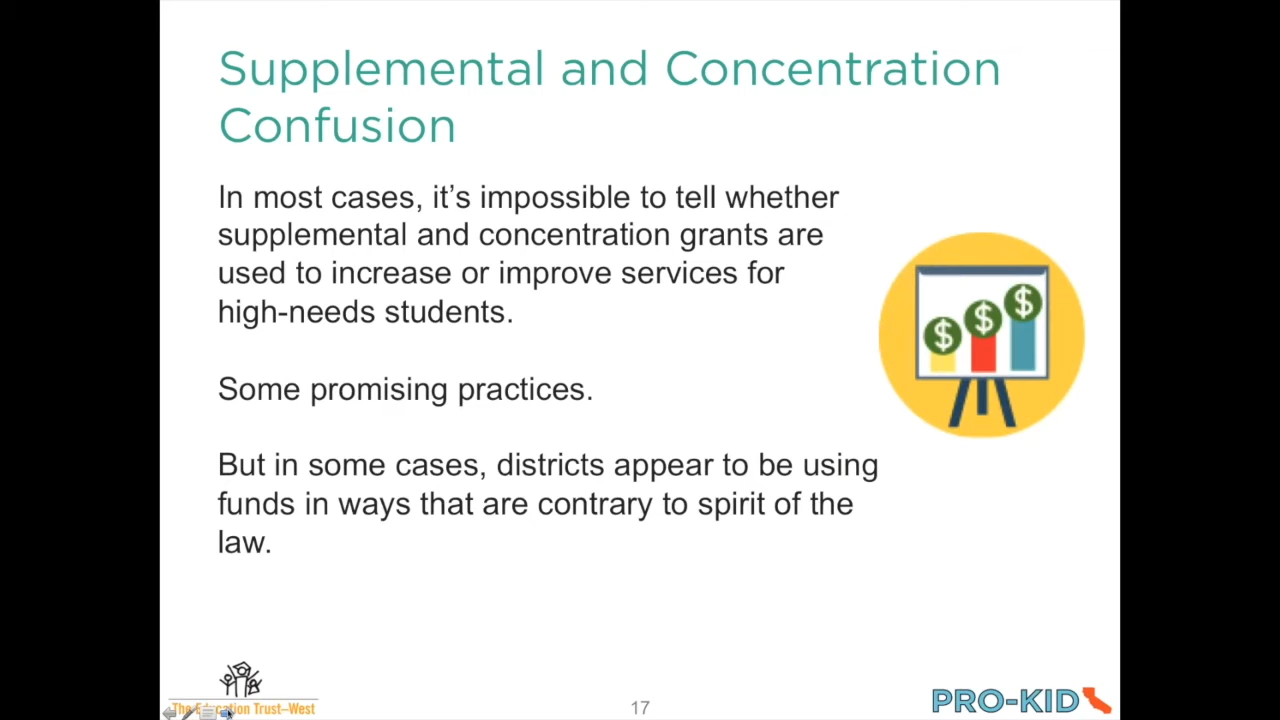 Supplemental and Concentration
Confusion
In most cases, it’s impossible to tell whether
supplemental and concentration grants are
used to increase or improve services for
high-needs students.
$ $ $
Some promising practices.
But in some cases, districts appear to be using
funds in ways that are contrary to spirit of the
law.
The Education Trust—West
17
PRO-KID